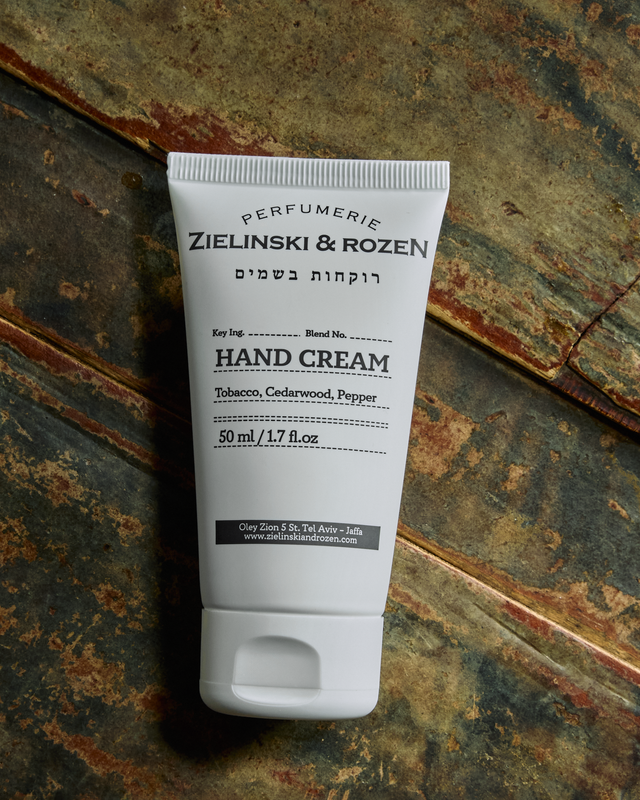 PERFUMERIE
ZIELINSKI & ROZEN
רוקחות בשמים
Key Ing. Blend No.
HAND CREAM
Tobacco, Cedarwood, Pepper
50 ml / 1.7 fl.oz
Oley Zion 5 St. Tel Aviv – Jaffa
www.zielinskiandrozen.com